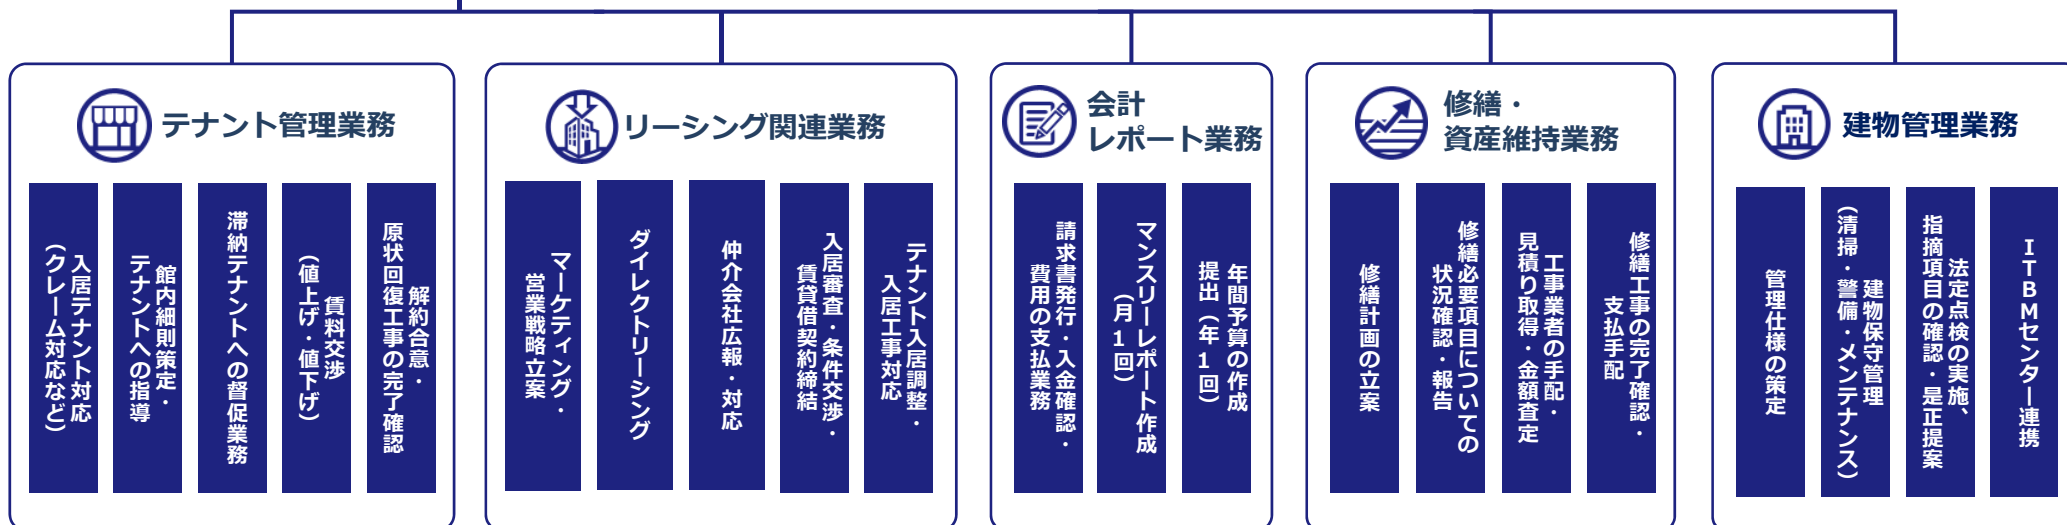 テナント管理業務
入居テナント対応
(クレーム対応など)
館内細則策定・
テナントへの指導
滞納テナントへの督促業務
賃料交渉
(値上げ・値下げ)
解約合意・
原状回復工事の完了確認
リーシング関連業務
マーケティング・
営業戦略立案
ダイレクトリーシング
仲介会社広報・対応
入居審査・条件交渉・
賃貸借契約締結
テナント入居調整・
入居工事対応
会計
レポート業務
請求書発行・入金確認・
費用の支払業務
マンスリーレポート作成
(月1回)
年間予算の作成
提出(年1回)
修繕・
資産維持業務
修繕計画の立案
修繕必要項目についての
状況確認・報告
工事業者の手配・
見積り取得・金額査定
修繕工事の完了確認・
支払手配
建物管理業務
管理仕様の策定
建物保守管理
(清掃・警備・メンテナンス)
法定点検の実施、
指摘項目の確認・是正提案
ITBMセンター連携